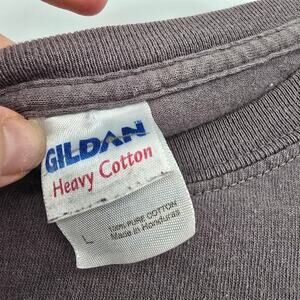 GILDAN
Heavy Cotton
L
100% PURE COTTON
Made in Honduras